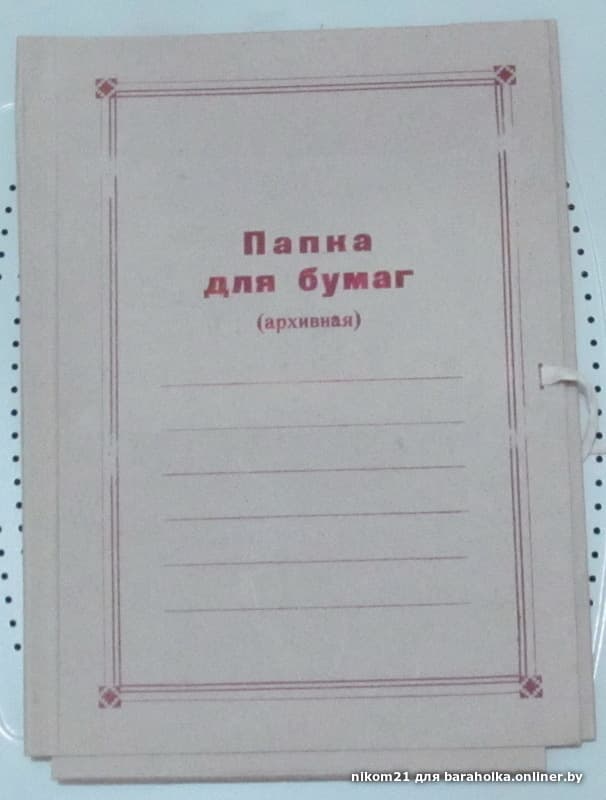 Папка
для бумаг
(архивная)
nikom21 для baraholka.onliner.by